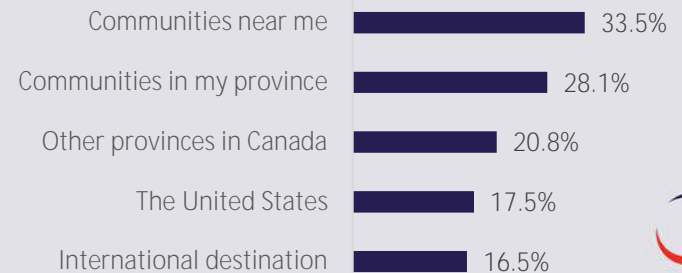 Communities near me 33.5%
Communities in my province 28.1%
Other provinces in Canada 20.8%
The United States 17.5%
International destination 16.5%